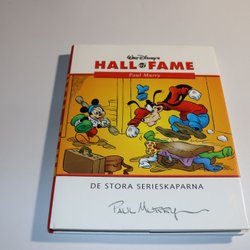 Walt Disney's
HALL OF FAME
Paul Murry
DE STORA SERIESKAPARNA
PAUL MURRY